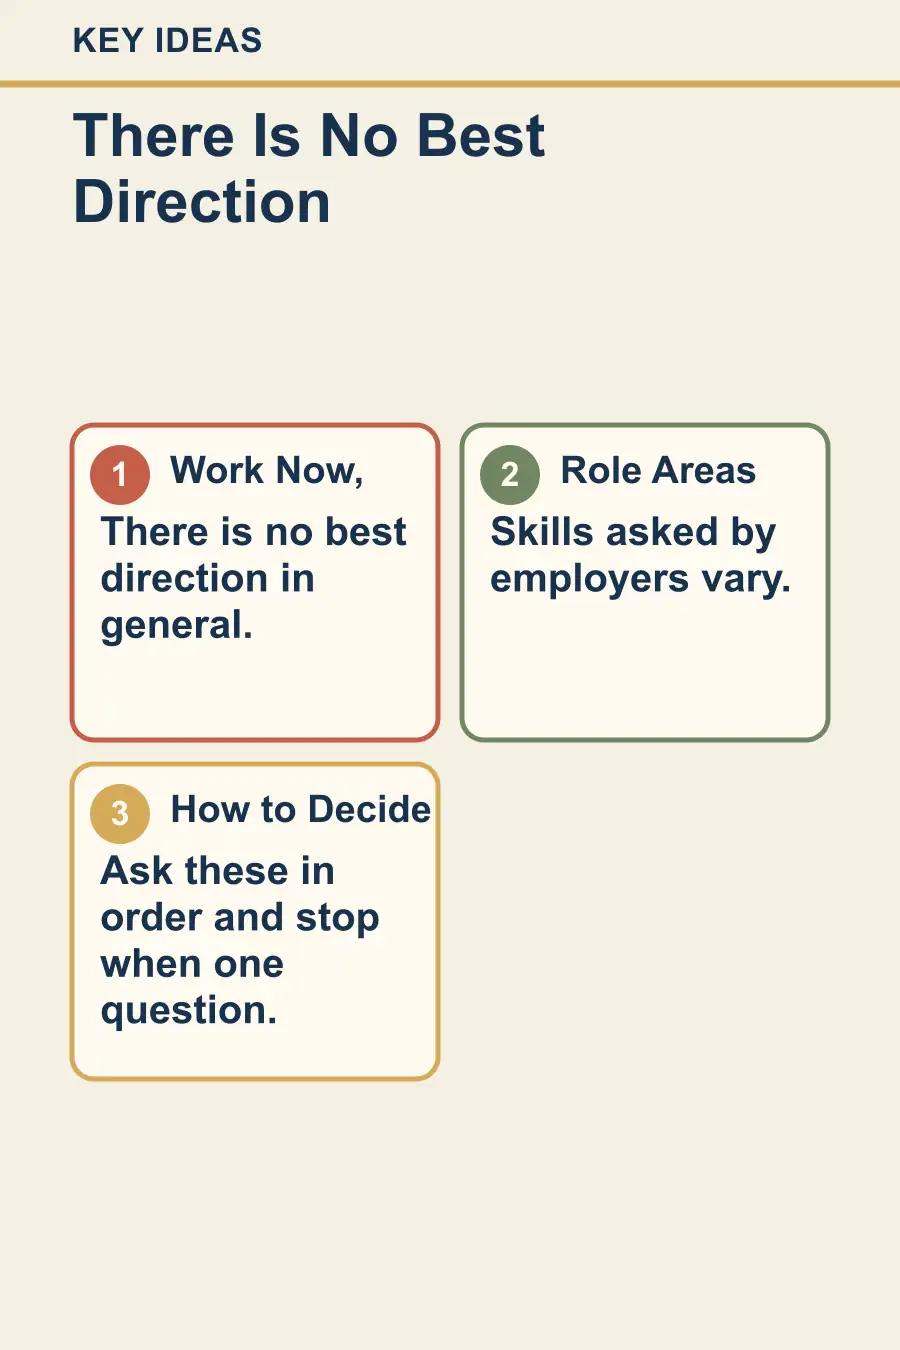 KEY IDEAS
There Is No Best
Direction
1
Work Now,
There is no best
direction in
general.
2
Role Areas
Skills asked by
employers vary.
3
How to Decide
Ask these in
order and stop
when one
question.